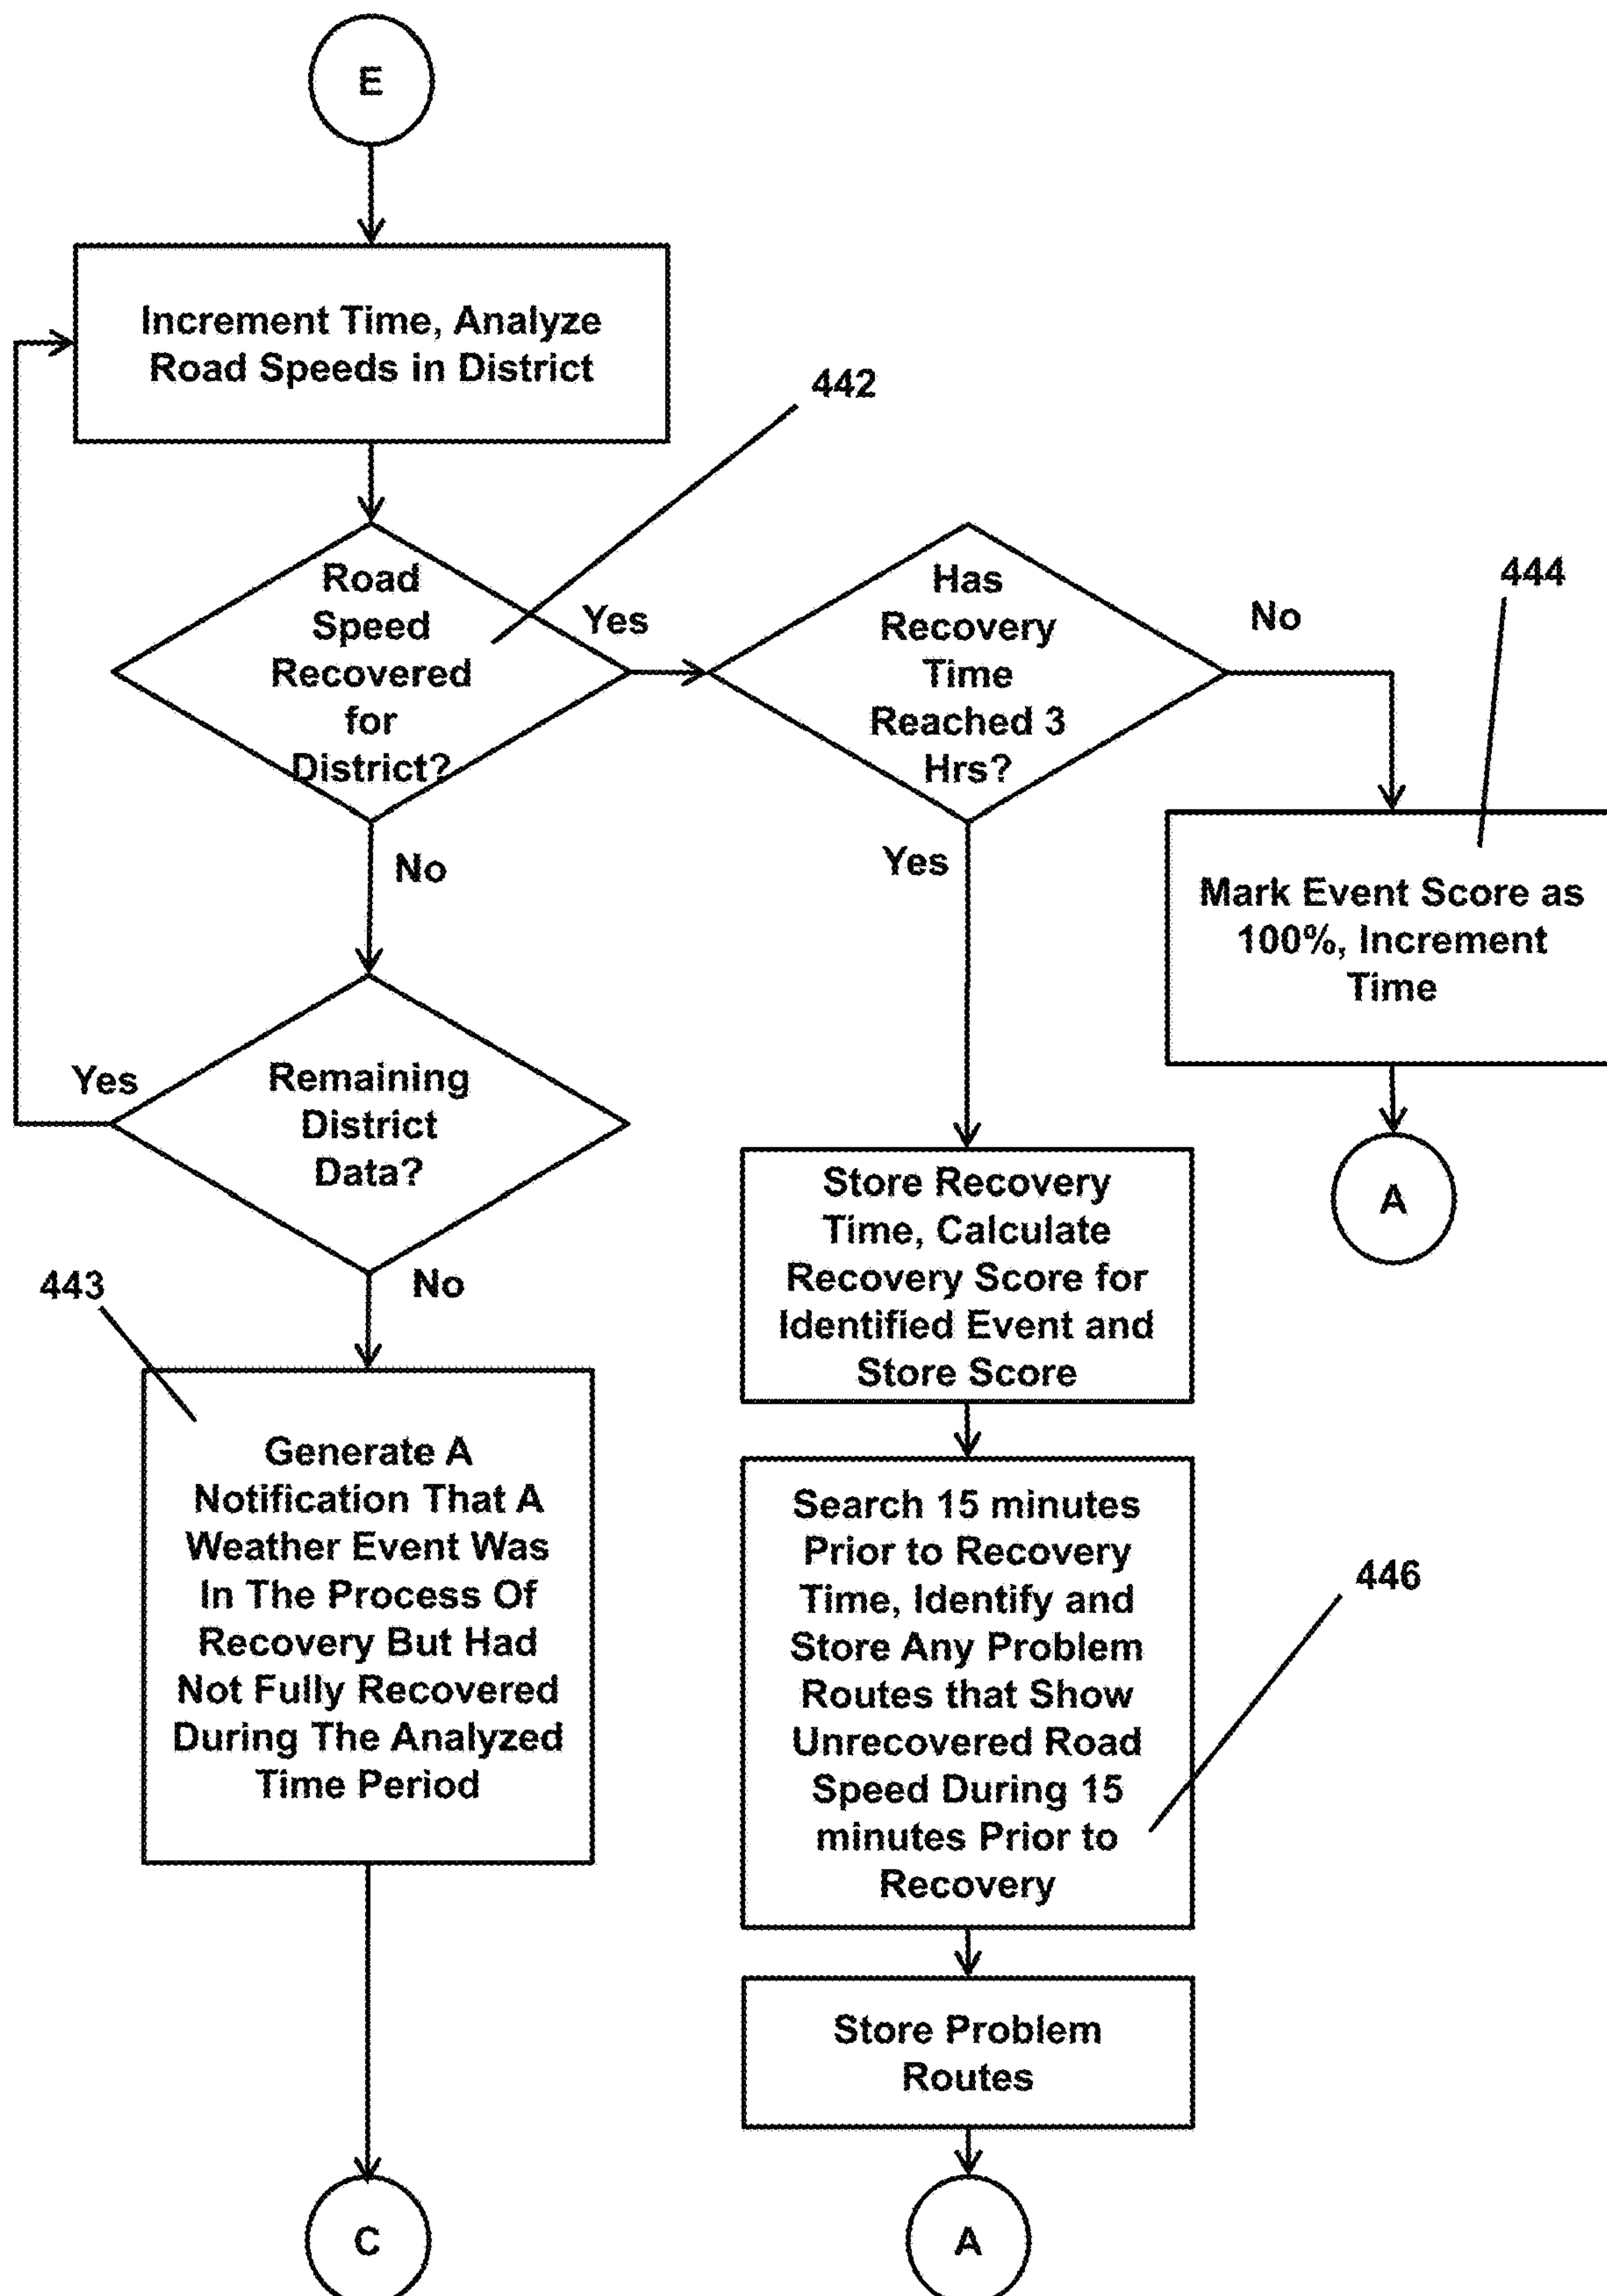 E
Increment Time, Analyze
Road Speeds in District
442
Road
Speed
Recovered
for
District?
Yes
No
Has
Recovery
Time
Reached 3
Hrs?
No
Yes
444
Mark Event Score as
100%, Increment
Time
A
Remaining
District
Data?
Yes
No
443
Generate A
Notification That A
Weather Event Was
In The Process Of
Recovery But Had
Not Fully Recovered
During The Analyzed
Time Period
C
Store Recovery
Time, Calculate
Recovery Score for
Identified Event and
Store Score
Search 15 minutes
Prior to Recovery
Time, Identify and
Store Any Problem
Routes that Show
Unrecovered Road
Speed During 15
minutes Prior to
Recovery
446
Store Problem
Routes
A